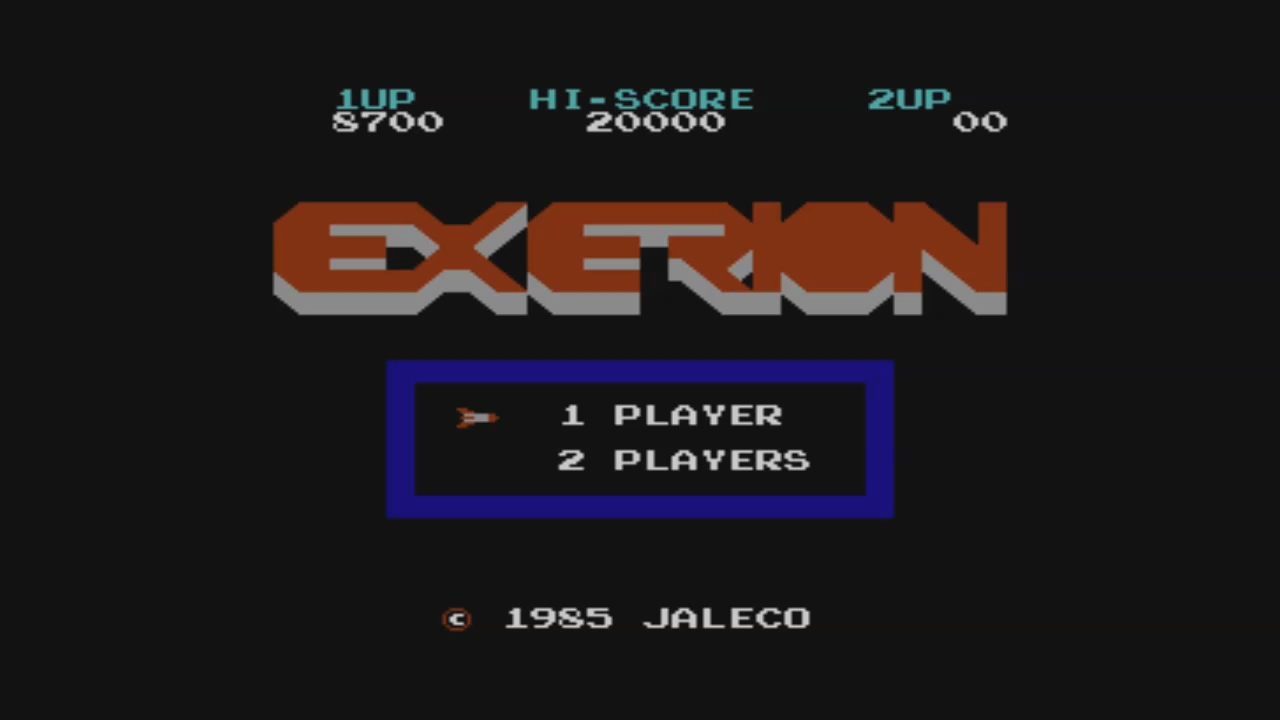 1UP HI-SCORE 2UP
8700 20000 00
EXERION
1 PLAYER
2 PLAYERS
© 1985 JALECO